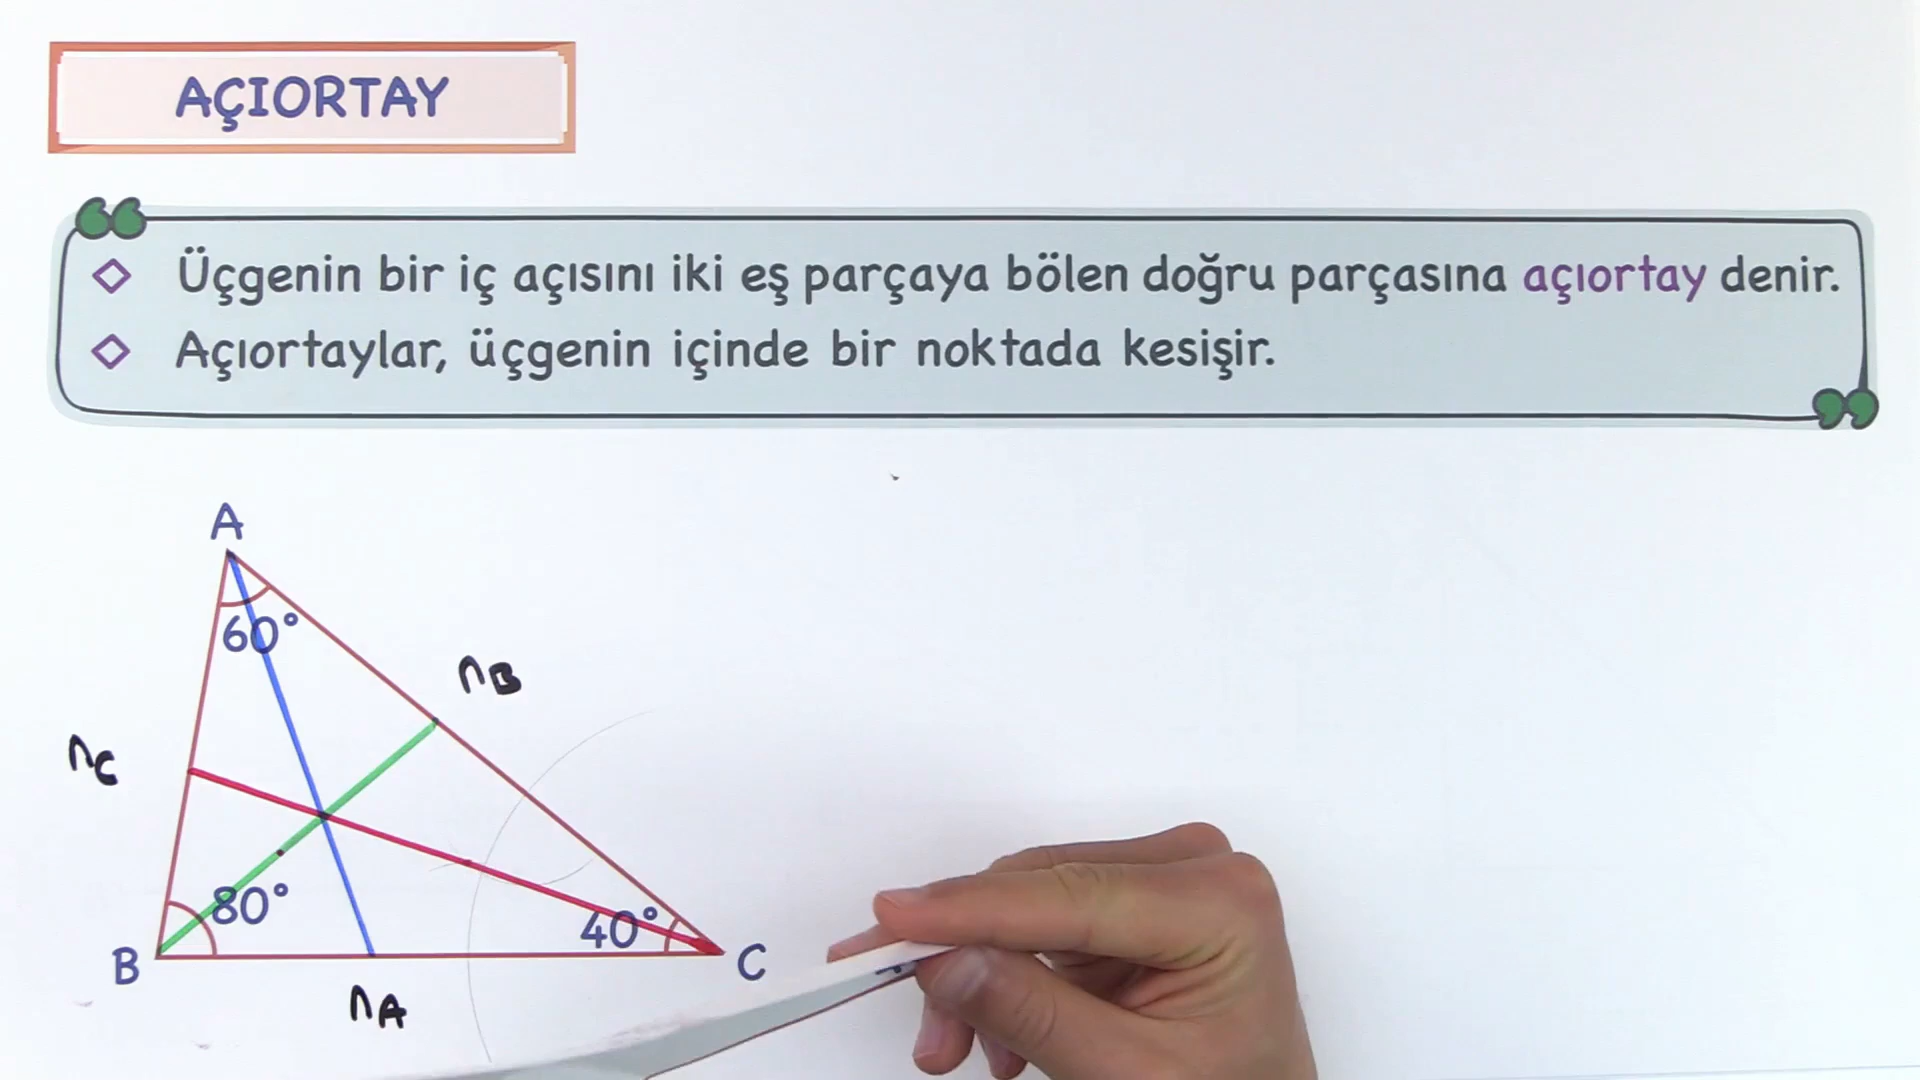 AÇIORTAY
Üçgenin bir iç açısını iki eş parçaya bölen doğru parçasına açıortay denir.
Açıortaylar, üçgenin içinde bir noktada kesişir.
A
60°
nB
nC
80°
40°
B
C
nA